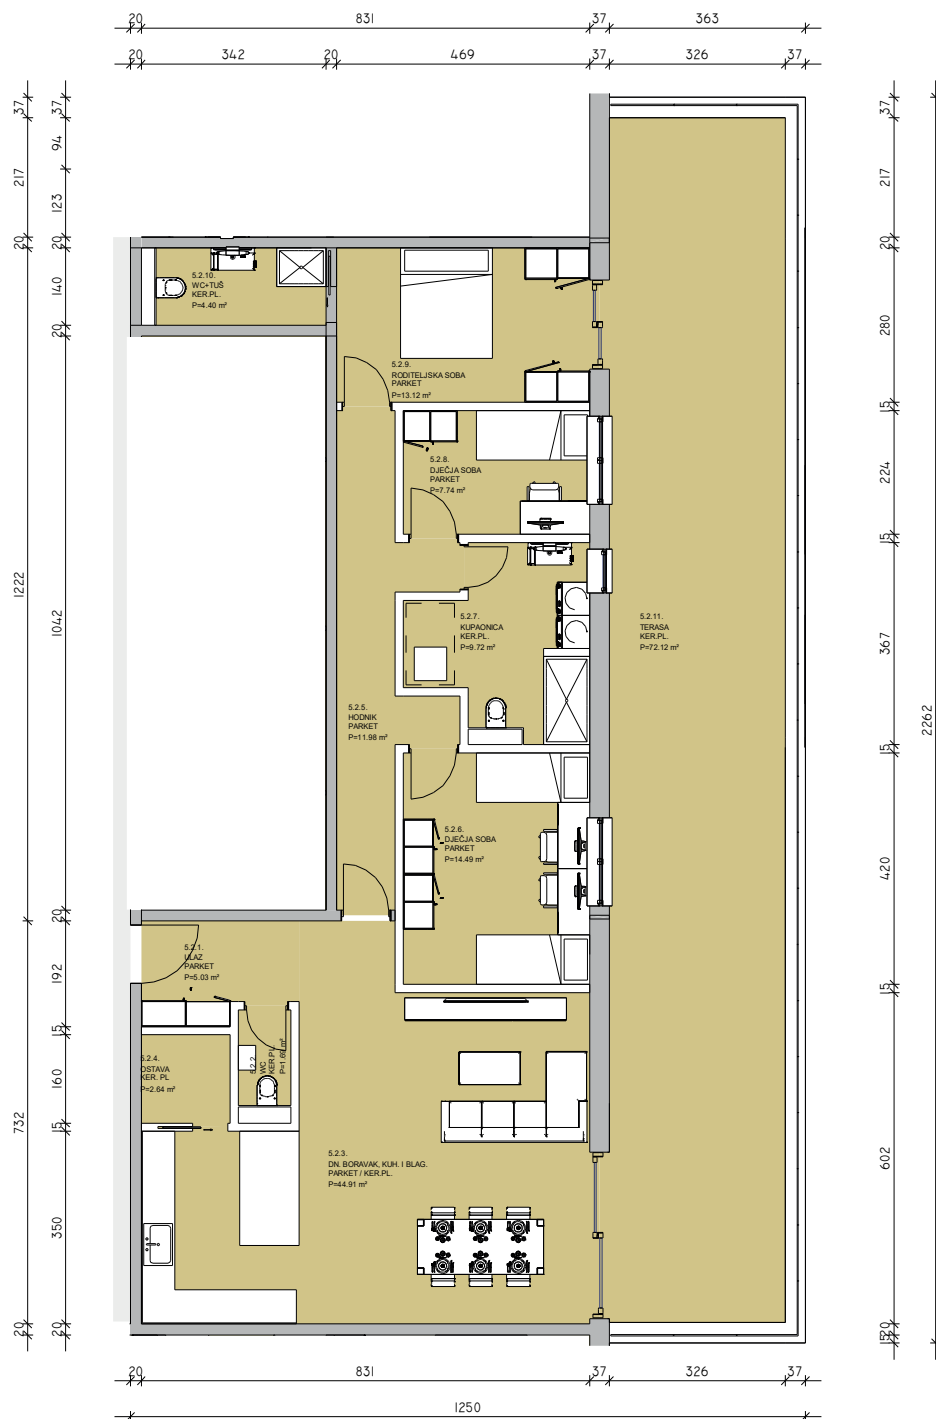 20
831
37
363
20
342
20
469
37
326
37
37
217
20
1222
732
20
37
94
123
20
140
20
1042
20
192
15
160
15
350
20
5.2.10.
WC+TUŠ
KER.PL.
P=4.40 m²
5.2.9.
RODITELJSKA SOBA
PARKET
P=13.12 m²
5.2.8.
DJEČJA SOBA
PARKET
P=7.74 m²
5.2.7.
KUPAONICA
KER.PL.
P=9.72 m²
5.2.11.
TERASA
KER.PL.
P=72.12 m²
5.2.5.
HODNIK
PARKET
P=11.98 m²
5.2.6.
DJEČJA SOBA
PARKET
P=14.49 m²
5.2.1.
ULAZ
PARKET
P=5.03 m²
5.2.4.
OSTAVA
KER. PL
P=2.64 m²
5.2.2
WC
KER.PL.
5.2.3.
DN. BORAVAK, KUH. I BLAG.
PARKET / KER.PL.
P=44.91 m²
37
217
20
280
15
224
15
367
15
420
15
602
20
15
2262
20
831
37
326
37
1250